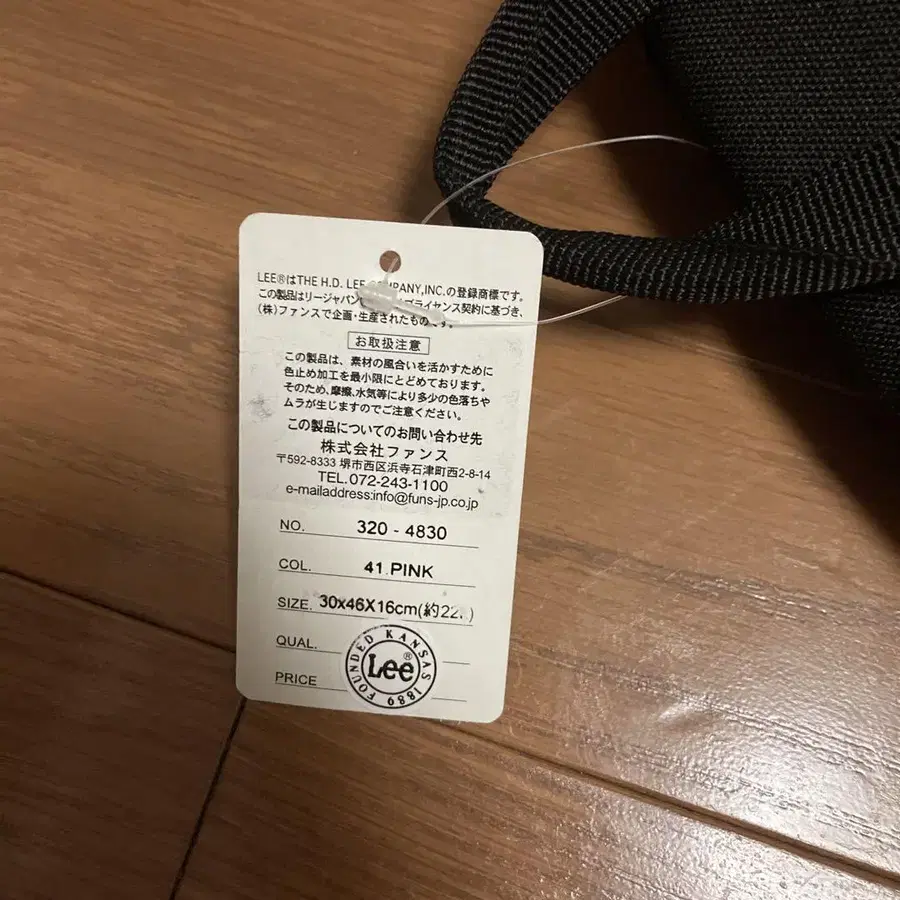 LEE®はTHE H.D. LEE COMPANY,INC.の登録商標です。
この製品はリージャパン ライセンス契約に基づき、
(株)ファンスで企画・生産されたものです。
お取扱注意
この製品は、素材の風合いを活かすために
色止め加工を最小限にとどめております。
そのため、摩擦、水気等により多少の色落ちや
ムラが生じますのでご注意ください。
この製品についてのお問い合わせ先
株式会社ファンス
〒592-8333 堺市西区浜寺石津町西2-8-14
TEL.072-243-1100
e-mailaddress:info@funs-jp.co.jp
NO. 320 - 4830
COL. 41.PINK
SIZE. 30x46X16cm(約22)
QUAL.
PRICE
FOUNDED KANSAS 1889
Lee®